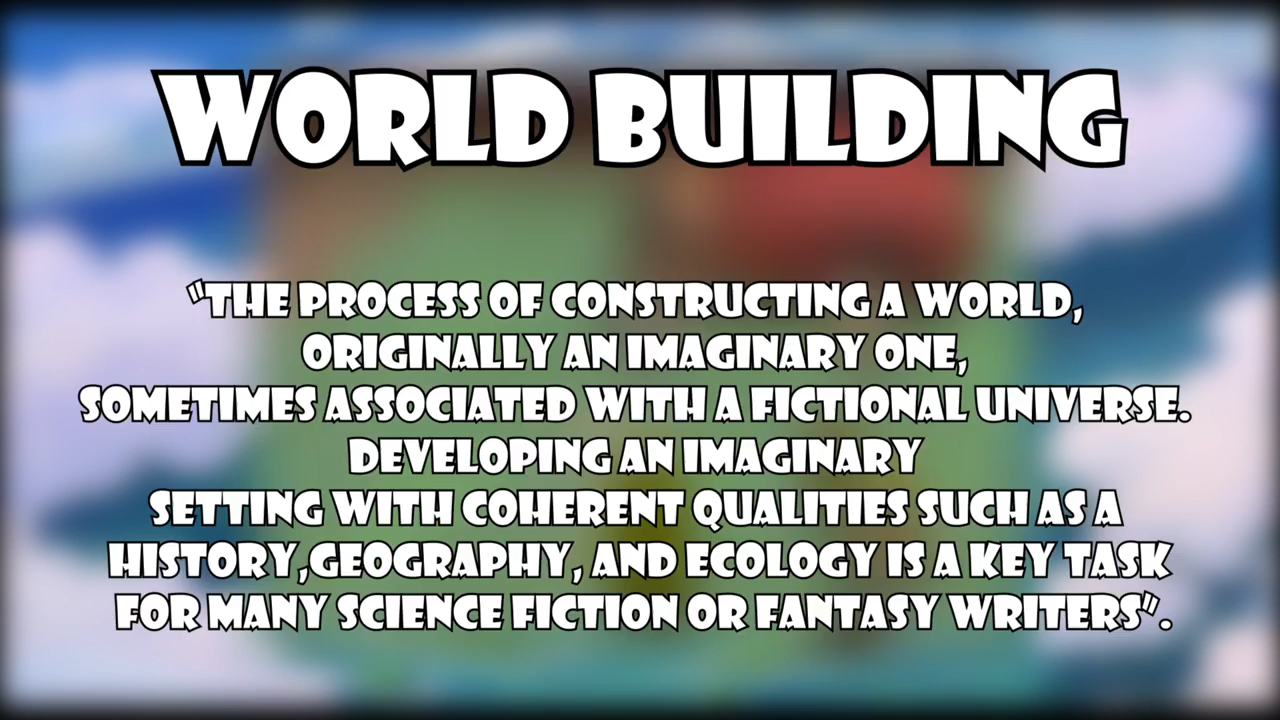 WORLD BUILDING
"THE PROCESS OF CONSTRUCTING A WORLD,
ORIGINALLY AN IMAGINARY ONE,
SOMETIMES ASSOCIATED WITH A FICTIONAL UNIVERSE.
DEVELOPING AN IMAGINARY
SETTING WITH COHERENT QUALITIES SUCH AS A
HISTORY,GEOGRAPHY, AND ECOLOGY IS A KEY TASK
FOR MANY SCIENCE FICTION OR FANTASY WRITERS".